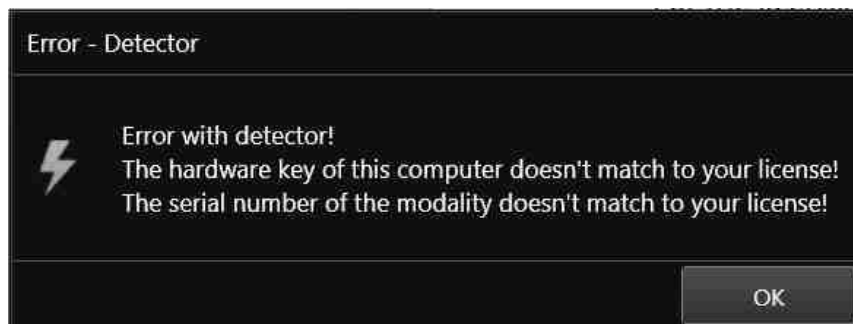 Error - Detector
Error with detector!
The hardware key of this computer doesn't match to your license!
The serial number of the modality doesn't match to your license!
OK